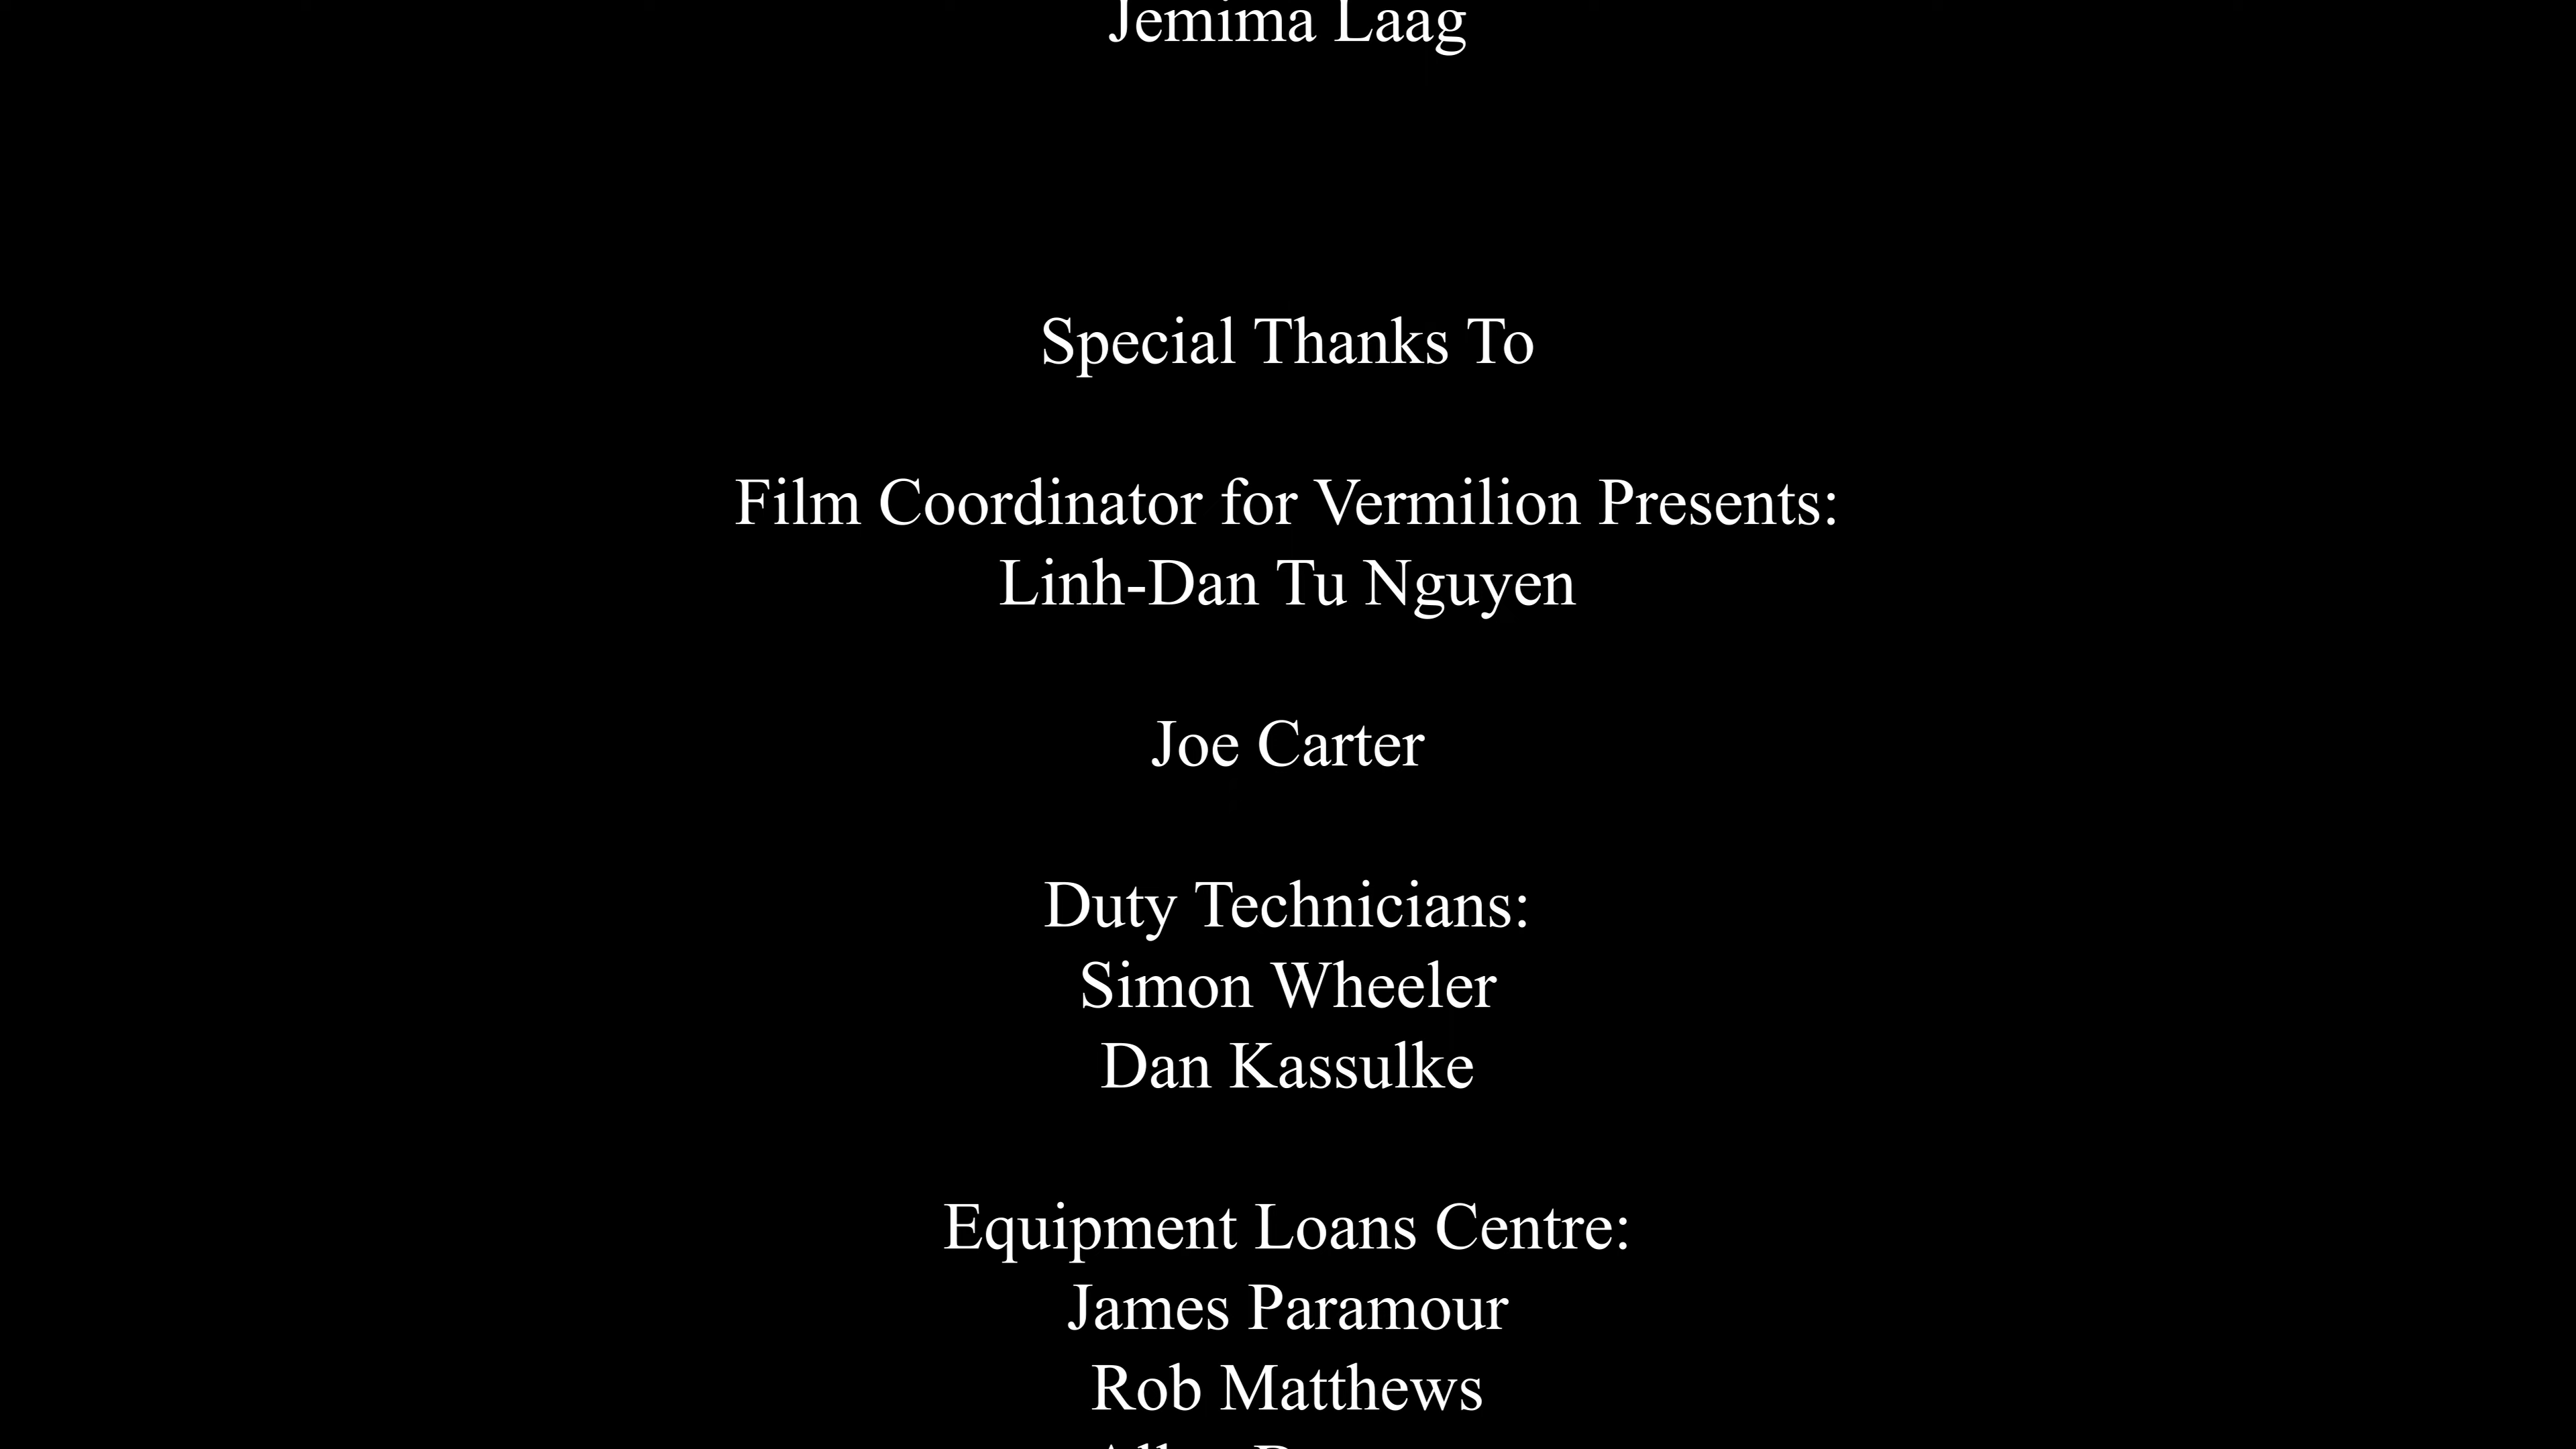 Jemima Laag
Special Thanks To
Film Coordinator for Vermilion Presents:
Linh-Dan Tu Nguyen
Joe Carter
Duty Technicians:
Simon Wheeler
Dan Kassulke
Equipment Loans Centre:
James Paramour
Rob Matthews